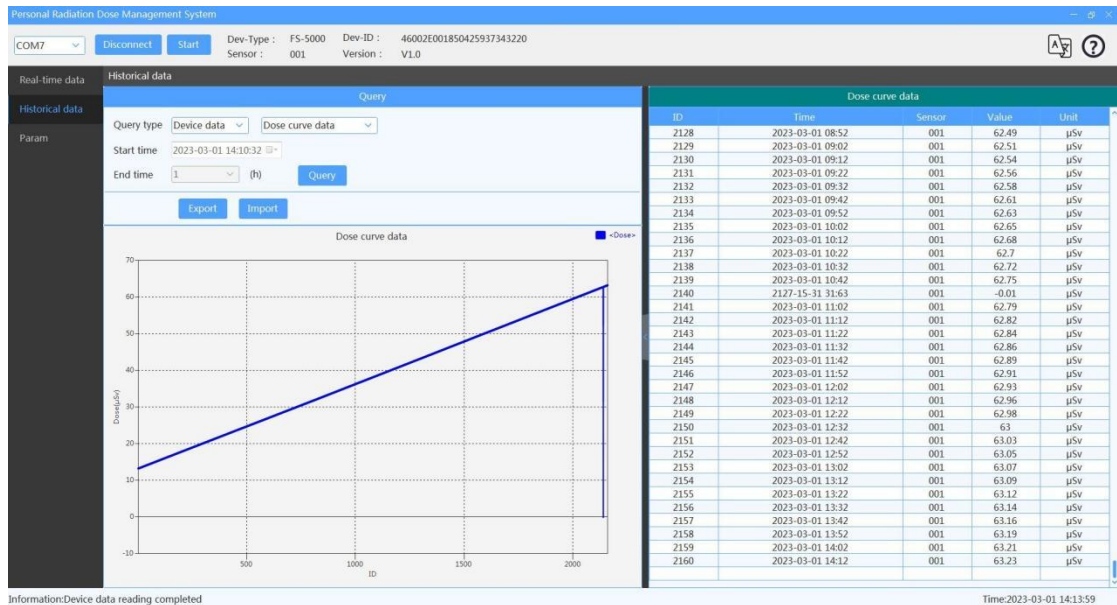 Personal Radiation Dose Management System
COM7 Disconnect Start Dev-Type : FS-5000 Dev-ID : 46002E001850425937343220
Sensor : 001 Version : V1.0
Real-time data
Historical data
Param
Historical data
Query
Query type Device data Dose curve data
Start time 2023-03-01 14:10:32
End time 1 (h) Query
Export Import
Dose curve data
<Dose>
70
60
50
40
30
20
10
0
-10
Dose(μSv)
500 1000 1500 2000
ID
Dose curve data
ID Time Sensor Value Unit
2128 2023-03-01 08:52 001 62.49 μSv
2129 2023-03-01 09:02 001 62.51 μSv
2130 2023-03-01 09:12 001 62.54 μSv
2131 2023-03-01 09:22 001 62.56 μSv
2132 2023-03-01 09:32 001 62.58 μSv
2133 2023-03-01 09:42 001 62.61 μSv
2134 2023-03-01 09:52 001 62.63 μSv
2135 2023-03-01 10:02 001 62.65 μSv
2136 2023-03-01 10:12 001 62.68 μSv
2137 2023-03-01 10:22 001 62.7 μSv
2138 2023-03-01 10:32 001 62.72 μSv
2139 2023-03-01 10:42 001 62.75 μSv
2140 2127-15-31 31:63 001 -0.01 μSv
2141 2023-03-01 11:02 001 62.79 μSv
2142 2023-03-01 11:12 001 62.82 μSv
2143 2023-03-01 11:22 001 62.84 μSv
2144 2023-03-01 11:32 001 62.86 μSv
2145 2023-03-01 11:42 001 62.89 μSv
2146 2023-03-01 11:52 001 62.91 μSv
2147 2023-03-01 12:02 001 62.93 μSv
2148 2023-03-01 12:12 001 62.96 μSv
2149 2023-03-01 12:22 001 62.98 μSv
2150 2023-03-01 12:32 001 63 μSv
2151 2023-03-01 12:42 001 63.03 μSv
2152 2023-03-01 12:52 001 63.05 μSv
2153 2023-03-01 13:02 001 63.07 μSv
2154 2023-03-01 13:12 001 63.09 μSv
2155 2023-03-01 13:22 001 63.12 μSv
2156 2023-03-01 13:32 001 63.14 μSv
2157 2023-03-01 13:42 001 63.16 μSv
2158 2023-03-01 13:52 001 63.19 μSv
2159 2023-03-01 14:02 001 63.21 μSv
2160 2023-03-01 14:12 001 63.23 μSv
Information:Device data reading completed
Time:2023-03-01 14:13:59